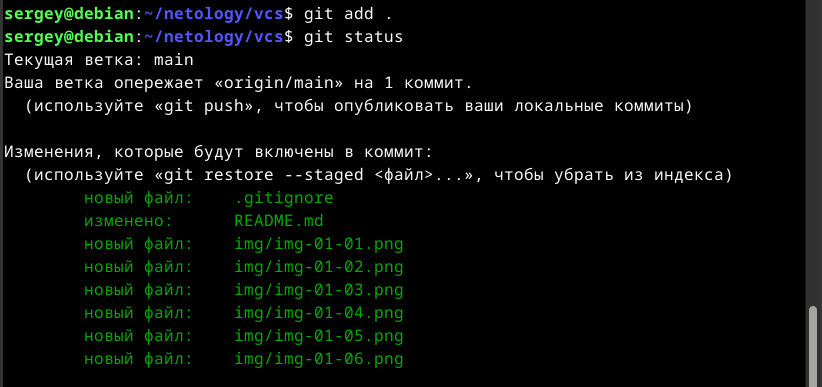 sergey@debian:~/netology/vcs$ git add .
sergey@debian:~/netology/vcs$ git status
Текущая ветка: main
Ваша ветка опережает «origin/main» на 1 коммит.
  (используйте «git push», чтобы опубликовать ваши локальные коммиты)

Изменения, которые будут включены в коммит:
  (используйте «git restore --staged <файл>...», чтобы убрать из индекса)
        новый файл:    .gitignore
        изменено:      README.md
        новый файл:    img/img-01-01.png
        новый файл:    img/img-01-02.png
        новый файл:    img/img-01-03.png
        новый файл:    img/img-01-04.png
        новый файл:    img/img-01-05.png
        новый файл:    img/img-01-06.png